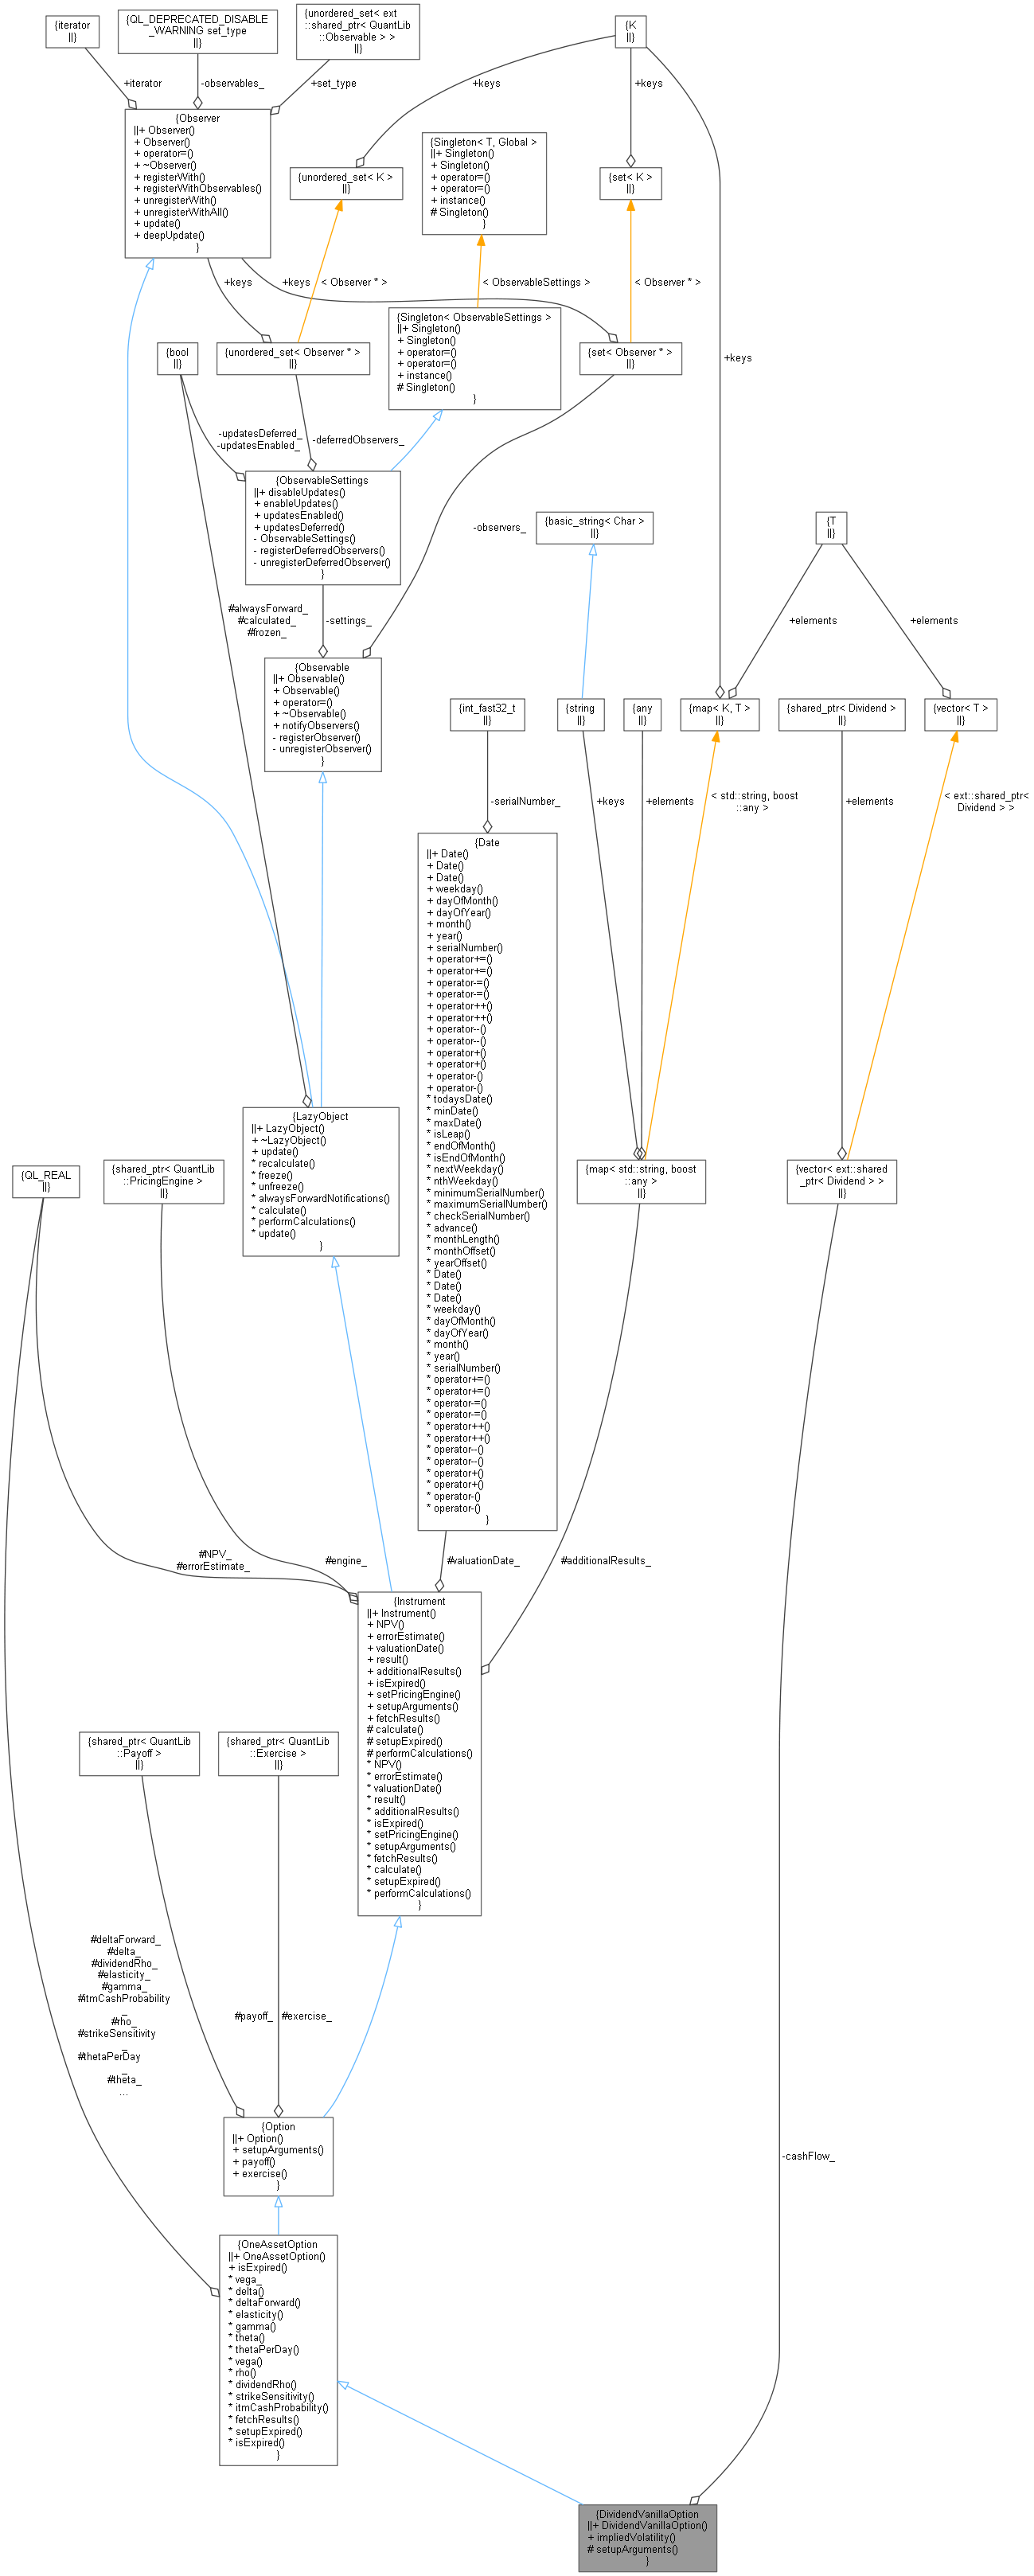 {iterator
||}
{QL_DEPRECATED_DISABLE
_WARNING set_type
||}
{unordered_set< ext
::shared_ptr< QuantLib
::Observable > >
||}
{K
||}
+iterator
-observables_
+set_type
+keys
+keys
{Observer
||+ Observer()
+ Observer()
+ operator=()
+ ~Observer()
+ registerWith()
+ registerWithObservables()
+ unregisterWith()
+ unregisterWithAll()
+ update()
+ deepUpdate()
}
{unordered_set< K >
||}
{Singleton< T, Global >
||+ Singleton()
+ Singleton()
+ operator=()
+ operator=()
+ instance()
# Singleton()
}
{set< K >
||}
+keys
+keys
< Observer * >
< ObservableSettings >
< Observer * >
{bool
||}
{unordered_set< Observer * >
||}
{Singleton< ObservableSettings >
||+ Singleton()
+ Singleton()
+ operator=()
+ operator=()
+ instance()
# Singleton()
}
{set< Observer * >
||}
+keys
-updatesDeferred_
-updatesEnabled_
-deferredObservers_
{ObservableSettings
||+ disableUpdates()
+ enableUpdates()
+ updatesEnabled()
+ updatesDeferred()
- ObservableSettings()
- registerDeferredObservers()
- unregisterDeferredObserver()
}
-observers_
{basic_string< Char >
||}
{T
||}
#alwaysForward_
#calculated_
#frozen_
-settings_
+elements
+elements
{Observable
||+ Observable()
+ Observable()
+ operator=()
+ ~Observable()
+ notifyObservers()
- registerObserver()
- unregisterObserver()
}
{int_fast32_t
||}
{string
||}
{any
||}
{map< K, T >
||}
{shared_ptr< Dividend >
||}
{vector< T >
||}
-serialNumber_
+keys
+elements
< std::string, boost
::any >
+elements
< ext::shared_ptr<
Dividend > >
{Date
||+ Date()
+ Date()
+ Date()
+ weekday()
+ dayOfMonth()
+ dayOfYear()
+ month()
+ year()
+ serialNumber()
+ operator+=()
+ operator+=()
+ operator-=()
+ operator-=()
+ operator++()
+ operator++()
+ operator--()
+ operator--()
+ operator+()
+ operator+()
+ operator-()
+ operator-()
* todaysDate()
* minDate()
* maxDate()
* isLeap()
* endOfMonth()
* isEndOfMonth()
* nextWeekday()
* nthWeekday()
* minimumSerialNumber()
* maximumSerialNumber()
* checkSerialNumber()
* advance()
* monthLength()
* monthOffset()
* yearOffset()
* Date()
* Date()
* Date()
* weekday()
* dayOfMonth()
* dayOfYear()
* month()
* year()
* serialNumber()
* operator+=()
* operator+=()
* operator-=()
* operator-=()
* operator++()
* operator++()
* operator--()
* operator--()
* operator+()
* operator+()
* operator-()
* operator-()
}
{LazyObject
||+ LazyObject()
+ ~LazyObject()
+ update()
* recalculate()
* freeze()
* unfreeze()
* alwaysForwardNotifications()
* calculate()
* performCalculations()
* update()
}
{QL_REAL
||}
{shared_ptr< QuantLib
::PricingEngine >
||}
{map< std::string, boost
::any >
||}
{vector< ext::shared
_ptr< Dividend > >
||}
#NPV_
#errorEstimate_
#engine_
#valuationDate_
#additionalResults_
{Instrument
||+ Instrument()
+ NPV()
+ errorEstimate()
+ valuationDate()
+ result()
+ additionalResults()
+ isExpired()
+ setPricingEngine()
+ setupArguments()
+ fetchResults()
# calculate()
# setupExpired()
# performCalculations()
* NPV()
* errorEstimate()
* valuationDate()
* result()
* additionalResults()
* isExpired()
* setPricingEngine()
* setupArguments()
* fetchResults()
* calculate()
* setupExpired()
* performCalculations()
}
{shared_ptr< QuantLib
::Payoff >
||}
{shared_ptr< QuantLib
::Exercise >
||}
#deltaForward_
#delta_
#dividendRho_
#elasticity_
#gamma_
#itmCashProbability
_
#rho_
#strikeSensitivity
_
#thetaPerDay
_
#theta_
...
#payoff_
#exercise_
{Option
||+ Option()
+ setupArguments()
+ payoff()
+ exercise()
}
-cashFlow_
{OneAssetOption
||+ OneAssetOption()
+ isExpired()
* vega_
* delta()
* deltaForward()
* elasticity()
* gamma()
* theta()
* thetaPerDay()
* vega()
* rho()
* dividendRho()
* strikeSensitivity()
* itmCashProbability()
* fetchResults()
* setupExpired()
* isExpired()
}
{DividendVanillaOption
||+ DividendVanillaOption()
+ impliedVolatility()
# setupArguments()
}